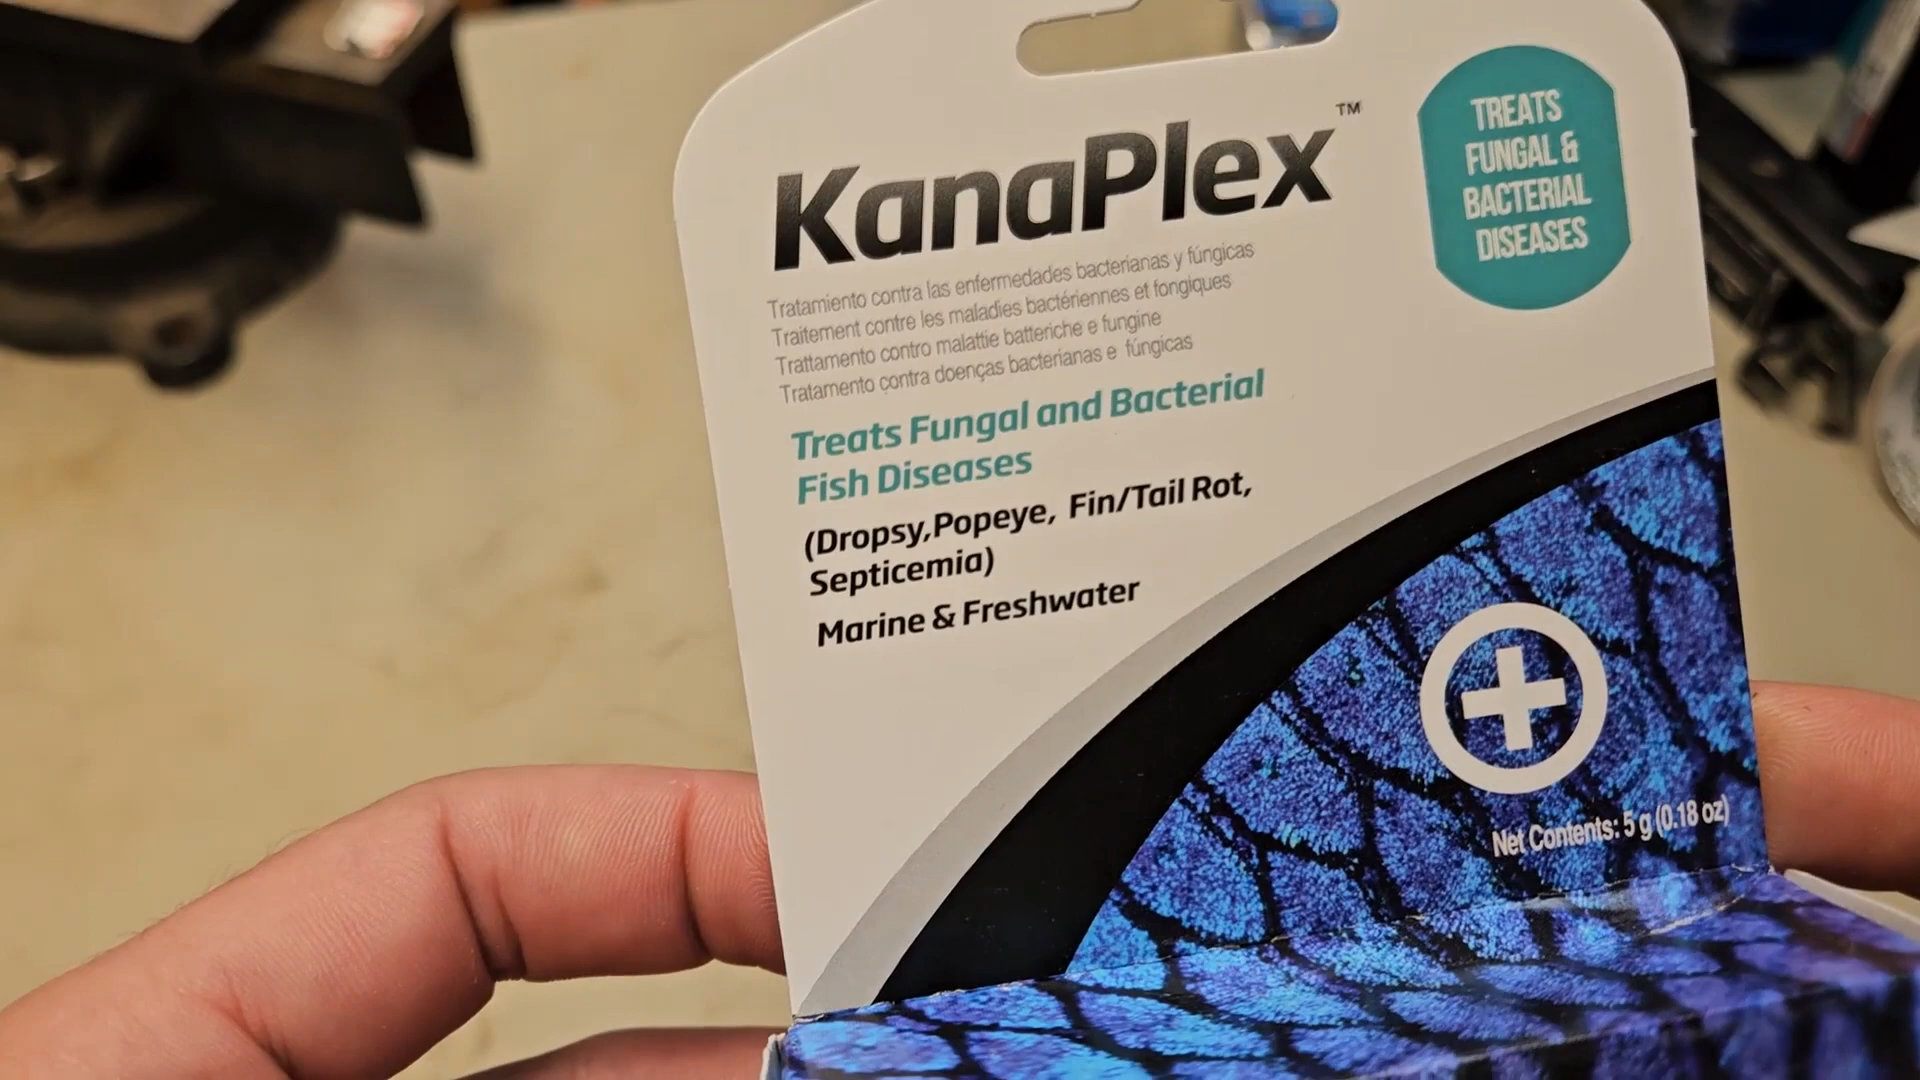 KanaPlex™
TREATS
FUNGAL &
BACTERIAL
DISEASES
Tratamiento contra las enfermedades bacterianas y fúngicas
Traitement contre les maladies bactériennes et fongiques
Trattamento contro malattie batteriche e fungine
Tratamento contra doenças bacterianas e fúngicas
Treats Fungal and Bacterial
Fish Diseases
(Dropsy,Popeye, Fin/Tail Rot,
Septicemia)
Marine & Freshwater
Net Contents: 5 g (0.18 oz)